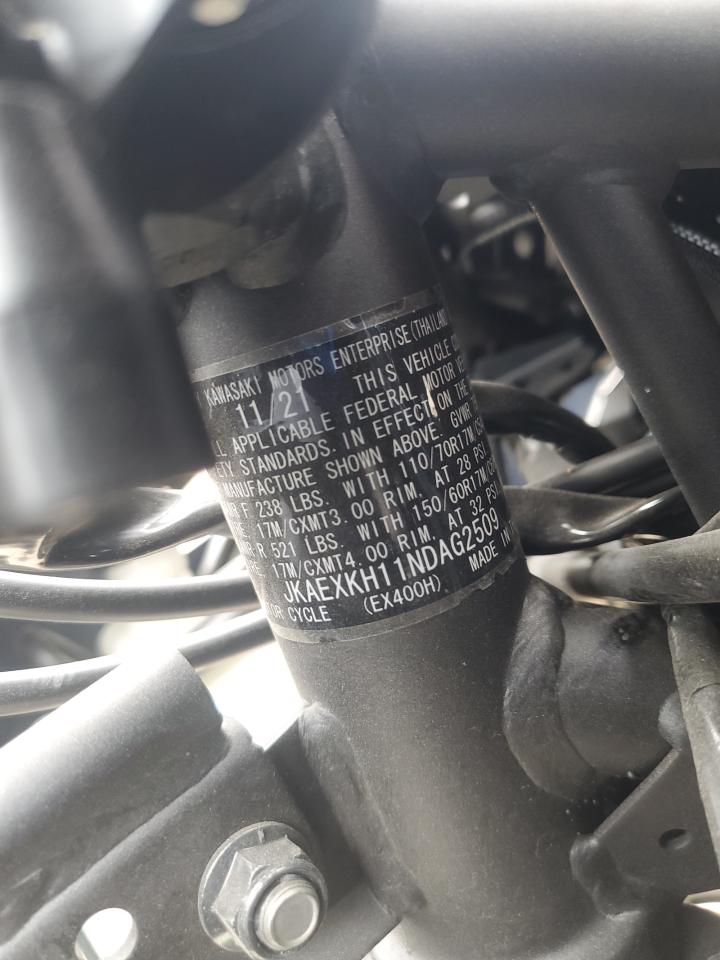 KAWASAKI MOTORS ENTERPRISE (THAILAND
11/21 THIS VEHICLE
APPLICABLE FEDERAL MOTOR
STANDARDS. IN EFFECT ON THE
MANUFACTURE SHOWN ABOVE. GVWR
F 238 LBS. WITH 110/70R17M/C
17M/CXMT3.00 RIM. AT 28 PSI
R 521 LBS. WITH 150/60R17M/C
17M/CXMT4.00 RIM. AT 32 PSI
JKAEXKH11NDAG2509
CYCLE (EX400H) MADE IN